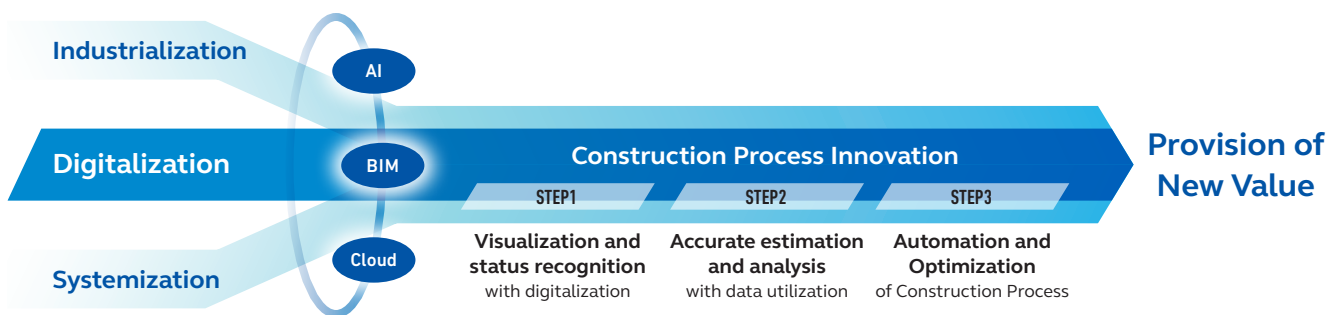 Industrialization
Digitalization
Systemization
AI
BIM
Cloud
Construction Process Innovation
STEP1
Visualization and
status recognition
with digitalization
STEP2
Accurate estimation
and analysis
with data utilization
STEP3
Automation and
Optimization
of Construction Process
Provision of
New Value